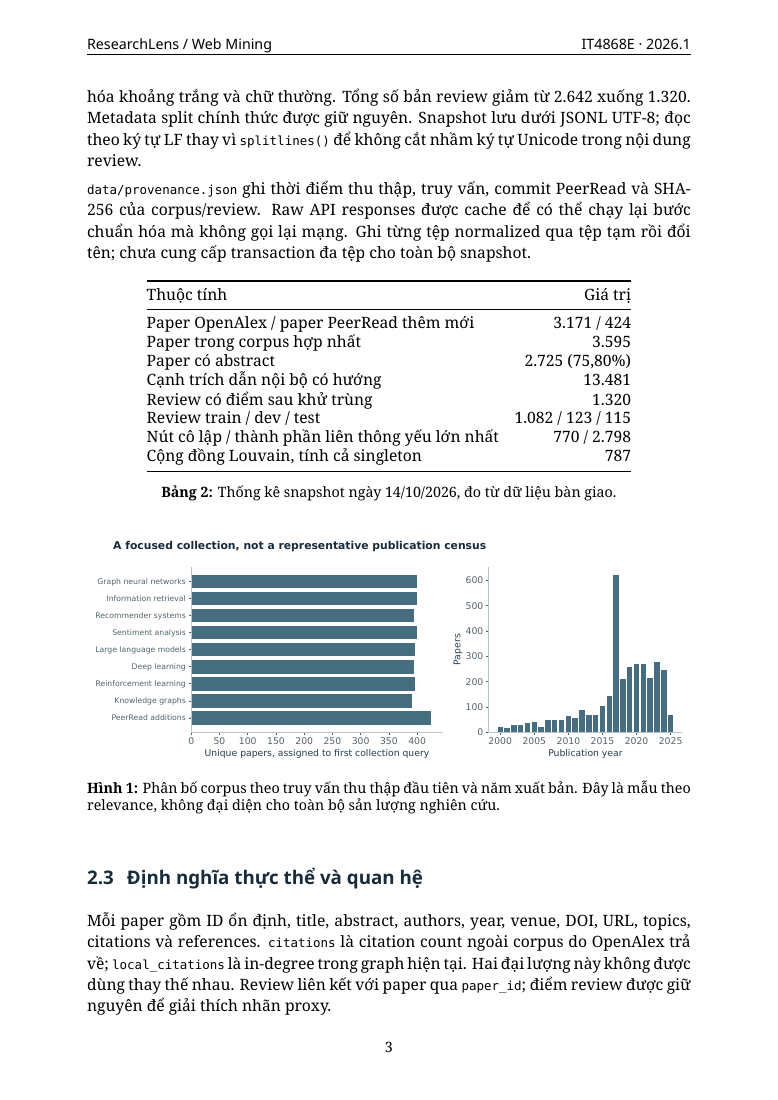 ResearchLens / Web Mining IT4868E · 2026.1
hóa khoảng trắng và chữ thường. Tổng số bản review giảm từ 2.642 xuống 1.320.
Metadata split chính thức được giữ nguyên. Snapshot lưu dưới JSONL UTF-8; đọc
theo ký tự LF thay vì splitlines() để không cắt nhầm ký tự Unicode trong nội dung
review.
data/provenance.json ghi thời điểm thu thập, truy vấn, commit PeerRead và SHA-
256 của corpus/review. Raw API responses được cache để có thể chạy lại bước
chuẩn hóa mà không gọi lại mạng. Ghi từng tệp normalized qua tệp tạm rồi đổi
tên; chưa cung cấp transaction đa tệp cho toàn bộ snapshot.
Thuộc tính Giá trị
Paper OpenAlex / paper PeerRead thêm mới 3.171 / 424
Paper trong corpus hợp nhất 3.595
Paper có abstract 2.725 (75,80%)
Cạnh trích dẫn nội bộ có hướng 13.481
Review có điểm sau khử trùng 1.320
Review train / dev / test 1.082 / 123 / 115
Nút cô lập / thành phần liên thông yếu lớn nhất 770 / 2.798
Cộng đồng Louvain, tính cả singleton 787
Bảng 2: Thống kê snapshot ngày 14/10/2026, đo từ dữ liệu bàn giao.
A focused collection, not a representative publication census
Graph neural networks
Information retrieval
Recommender systems
Sentiment analysis
Large language models
Deep learning
Reinforcement learning
Knowledge graphs
PeerRead additions
0 50 100 150 200 250 300 350 400
Unique papers, assigned to first collection query
Papers
600
500
400
300
200
100
0
2000 2005 2010 2015 2020 2025
Publication year
Hình 1: Phân bố corpus theo truy vấn thu thập đầu tiên và năm xuất bản. Đây là mẫu theo
relevance, không đại diện cho toàn bộ sản lượng nghiên cứu.
2.3 Định nghĩa thực thể và quan hệ
Mỗi paper gồm ID ổn định, title, abstract, authors, year, venue, DOI, URL, topics,
citations và references. citations là citation count ngoài corpus do OpenAlex trả
về; local_citations là in-degree trong graph hiện tại. Hai đại lượng này không được
dùng thay thế nhau. Review liên kết với paper qua paper_id; điểm review được giữ
nguyên để giải thích nhãn proxy.
3